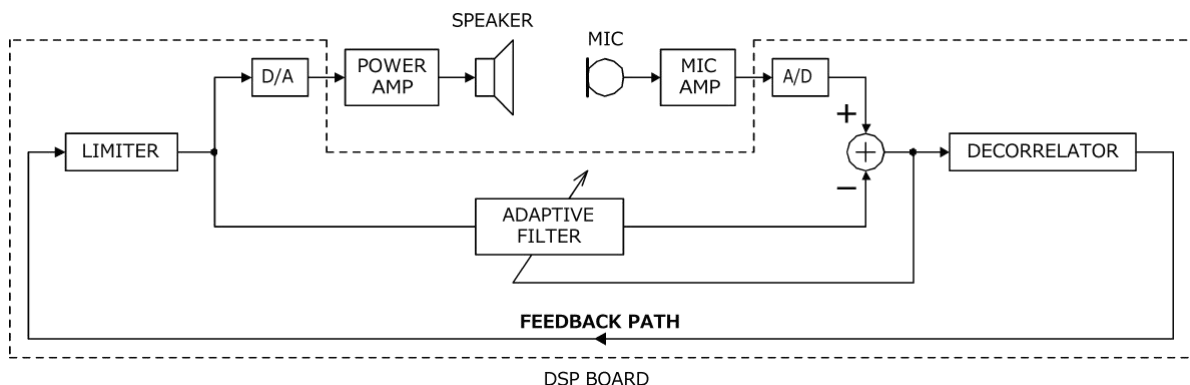 SPEAKER
MIC
D/A
POWER
AMP
MIC
AMP
A/D
+
LIMITER
+
DECORRELATOR
−
ADAPTIVE
FILTER
FEEDBACK PATH
DSP BOARD